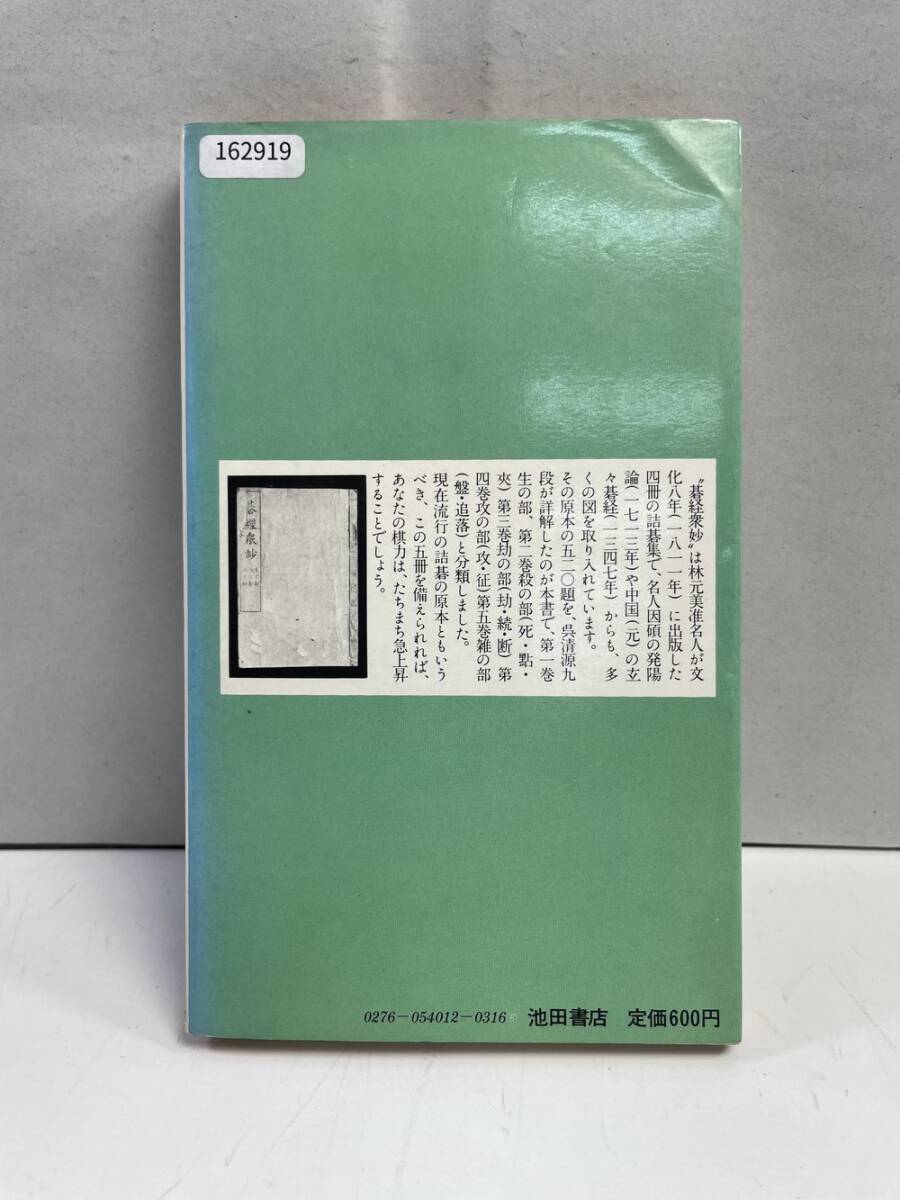 162919
〝碁経衆妙〟は林元美准名人が文
化八年(一八一一年)に出版した
四冊の詰碁集で、名人因碩の発陽
論(一七一三年)や中国(元)の玄
々碁経(一三四七年)からも、多
くの図を取り入れています。
その原本の五二〇題を、呉清源九
段が詳解したのが本書で、第一巻
生の部、第二巻殺の部(死・點・
夾)第三巻劫の部(劫・続・断)第
四巻攻の部(攻・征)第五巻雑の部
(盤・追落)と分類しました。
現在流行の詰碁の原本ともいう
べき、この五冊を備えられれば、
あなたの棋力は、たちまち急上昇
することでしょう。
碁經衆妙
0276-054012-0316 池田書店 定価600円